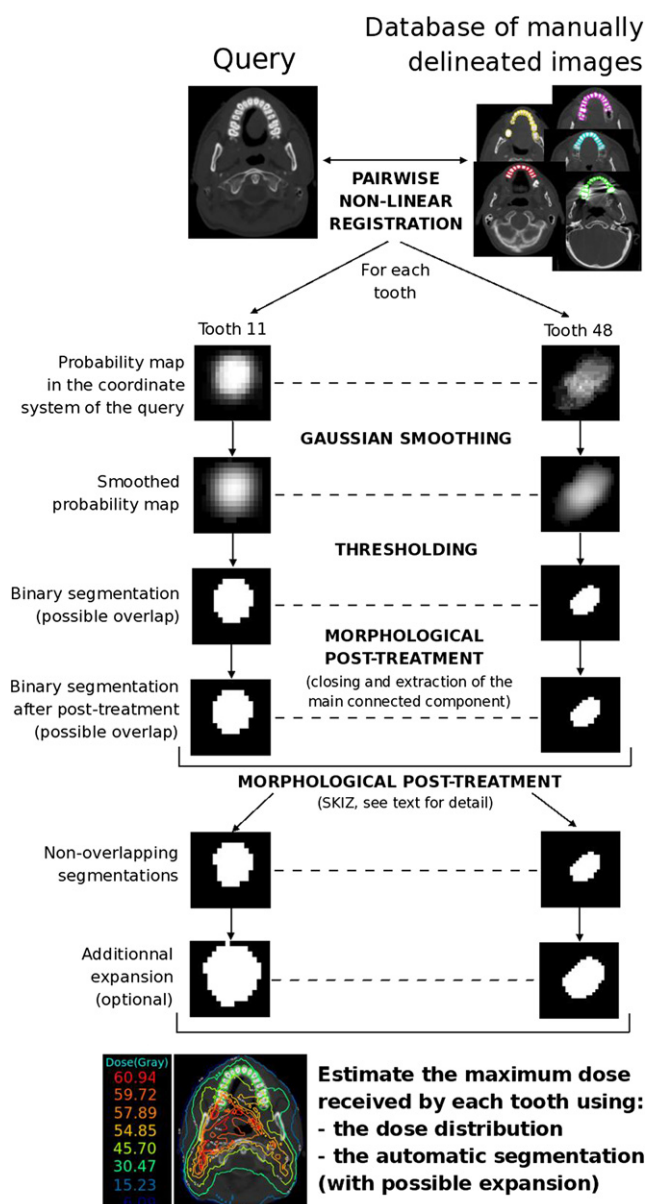 Query
Database of manually
delineated images
PAIRWISE
NON-LINEAR
REGISTRATION
For each
tooth
Tooth 11
Tooth 48
Probability map
in the coordinate
system of the query
GAUSSIAN SMOOTHING
Smoothed
probability map
THRESHOLDING
Binary segmentation
(possible overlap)
MORPHOLOGICAL
POST-TREATMENT
(closing and extraction of the
main connected component)
Binary segmentation
after post-treatment
(possible overlap)
MORPHOLOGICAL POST-TREATMENT
(SKIZ, see text for detail)
Non-overlapping
segmentations
Additionnal
expansion
(optional)
Dose(Gray)
60.94
59.72
57.89
54.85
45.70
30.47
15.23
0.00
Estimate the maximum dose
received by each tooth using:
- the dose distribution
- the automatic segmentation
(with possible expansion)